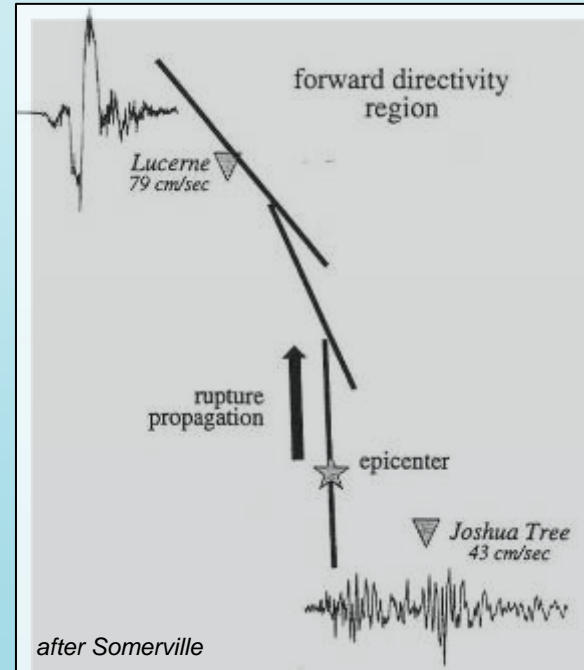 forward directivity
region
Lucerne
79 cm/sec
rupture
propagation
epicenter
Joshua Tree
43 cm/sec
after Somerville